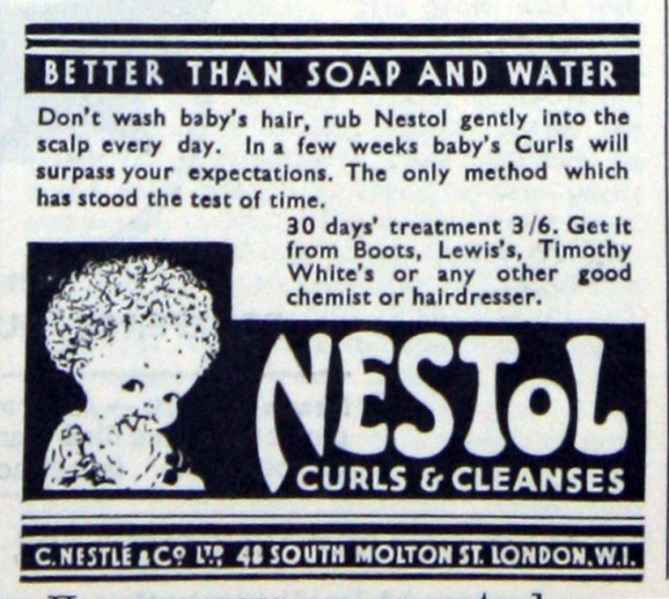 BETTER THAN SOAP AND WATER
Don't wash baby's hair, rub Nestol gently into the
scalp every day. In a few weeks baby's Curls will
surpass your expectations. The only method which
has stood the test of time.
30 days' treatment 3/6. Get it
from Boots, Lewis's, Timothy
White's or any other good
chemist or hairdresser.
NESToL
CURLS & CLEANSES
C. NESTLÉ & Co LTD, 48 SOUTH MOLTON ST. LONDON. W.I.